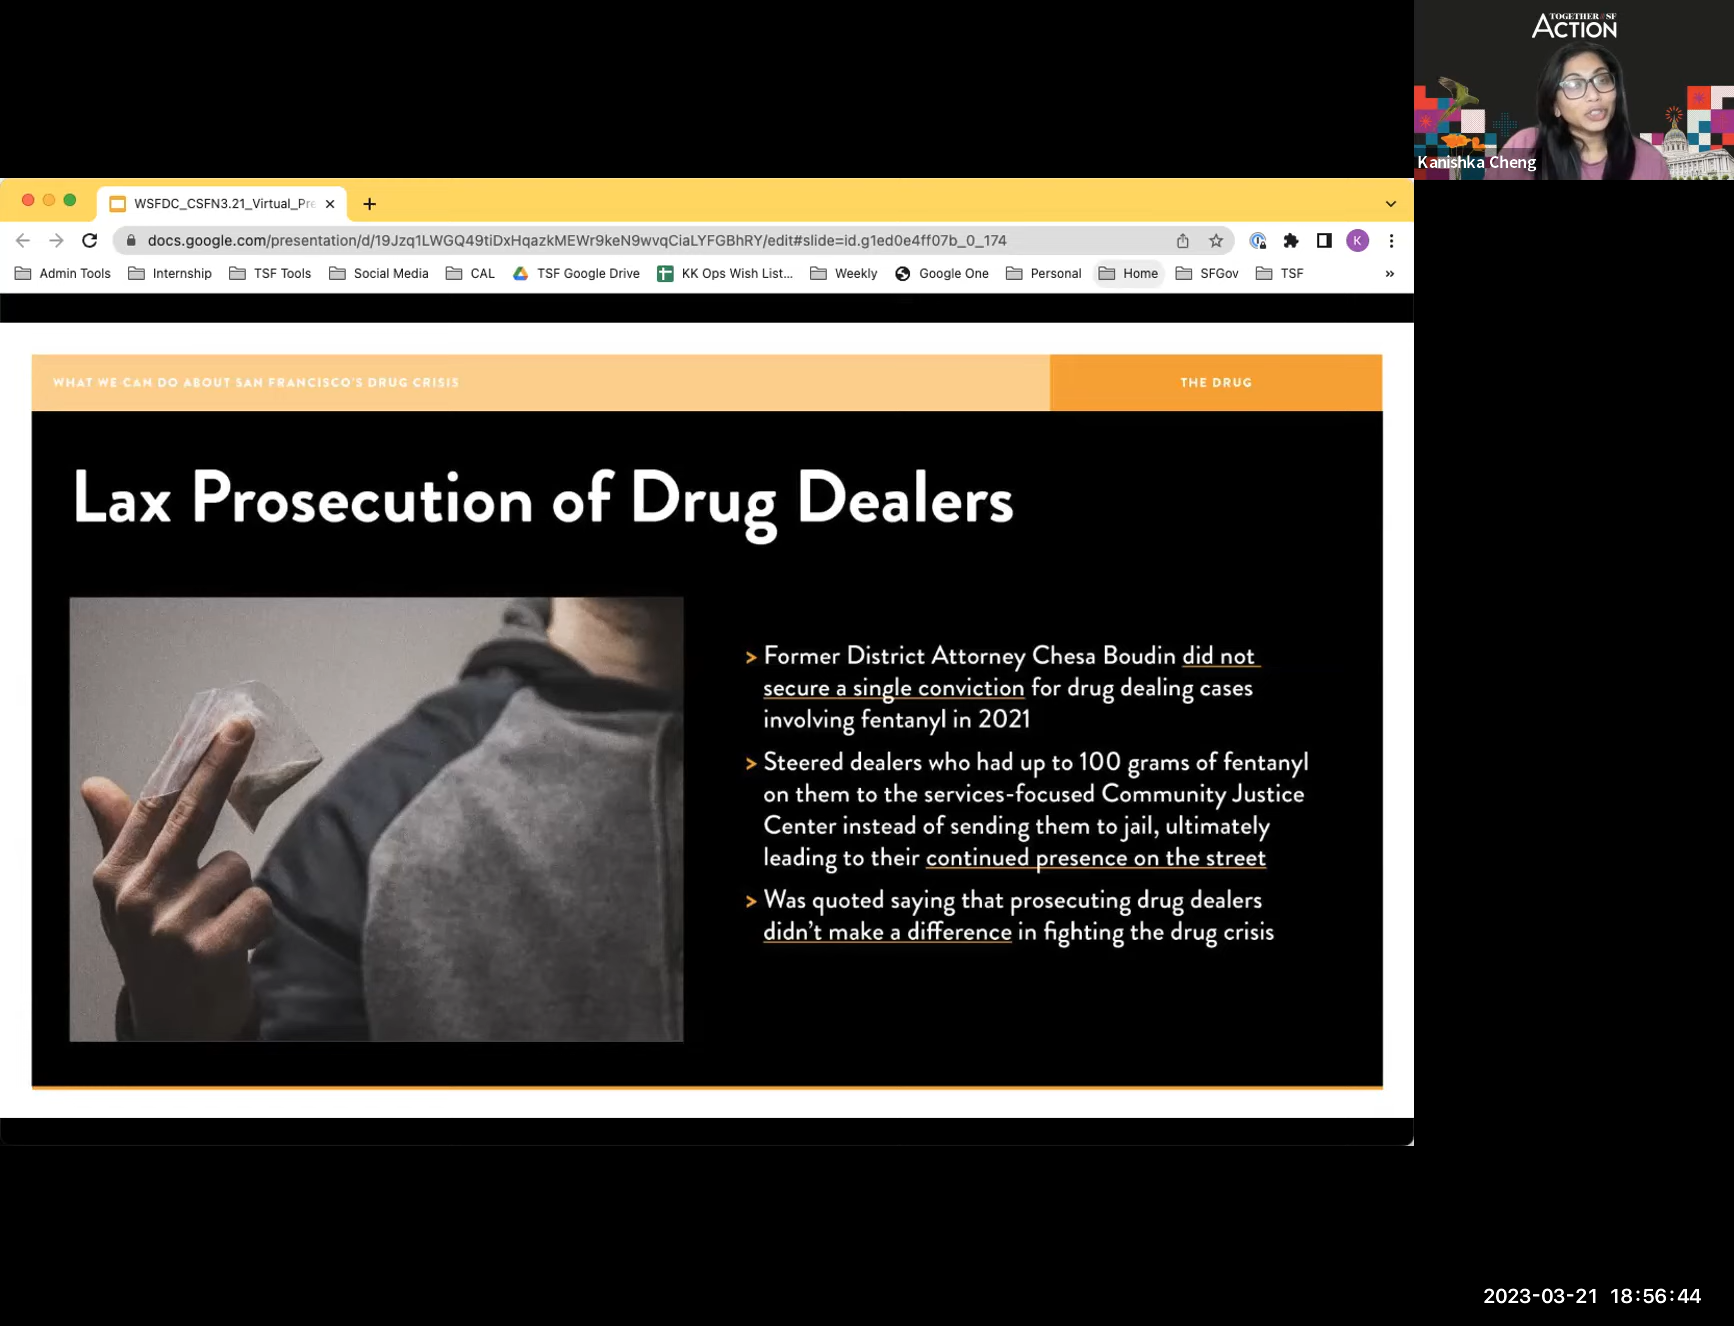 TOGETHER SF
ACTION
Kanishka Cheng
WSFDC_CSFN3.21_Virtual_Pre
docs.google.com/presentation/d/19Jzq1LWGQ49tiDxHqazkMEWr9keN9wvqCiaLYFGBhRY/edit#slide=id.g1ed0e4ff07b_0_174
K
Admin Tools Internship TSF Tools Social Media CAL TSF Google Drive KK Ops Wish List... Weekly Google One Personal Home SFGov TSF »
WHAT WE CAN DO ABOUT SAN FRANCISCO'S DRUG CRISIS
THE DRUG
Lax Prosecution of Drug Dealers
> Former District Attorney Chesa Boudin did not
secure a single conviction for drug dealing cases
involving fentanyl in 2021
> Steered dealers who had up to 100 grams of fentanyl
on them to the services-focused Community Justice
Center instead of sending them to jail, ultimately
leading to their continued presence on the street
> Was quoted saying that prosecuting drug dealers
didn't make a difference in fighting the drug crisis
2023-03-21 18:56:44